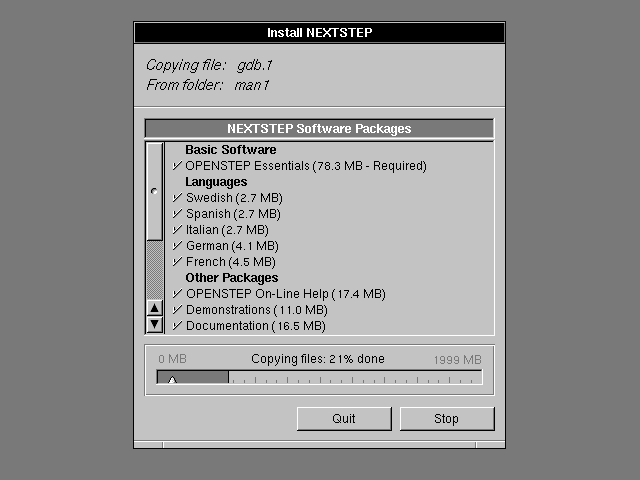 Install NEXTSTEP
Copying file: gdb.1
From folder: man1
NEXTSTEP Software Packages
Basic Software
OPENSTEP Essentials (78.3 MB - Required)
Languages
Swedish (2.7 MB)
Spanish (2.7 MB)
Italian (2.7 MB)
German (4.1 MB)
French (4.5 MB)
Other Packages
OPENSTEP On-Line Help (17.4 MB)
Demonstrations (11.0 MB)
Documentation (16.5 MB)
0 MB Copying files: 21% done 1999 MB
Quit Stop